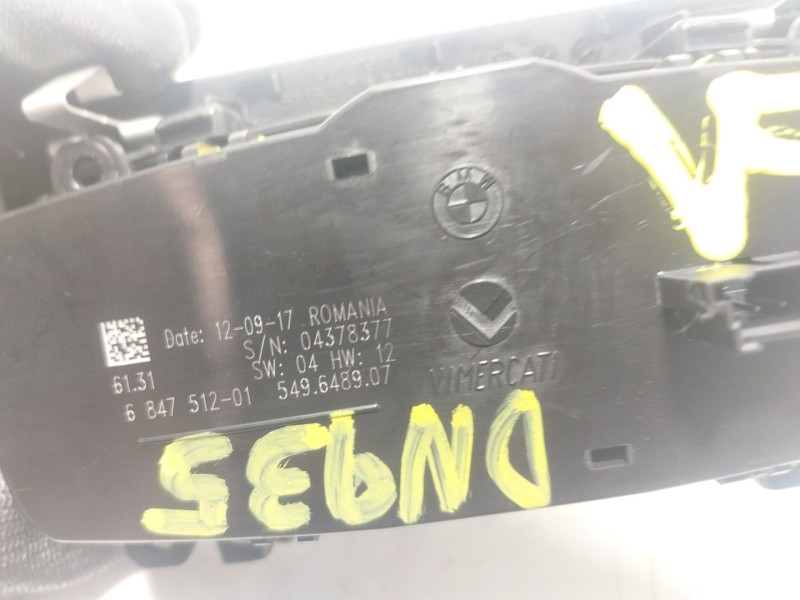 BMW
Date: 12-09-17 ROMANIA
S/N: 04378377
SW: 04 HW: 12
61.31
6 847 512-01 549.6489.07
VIMERCATI
DN935